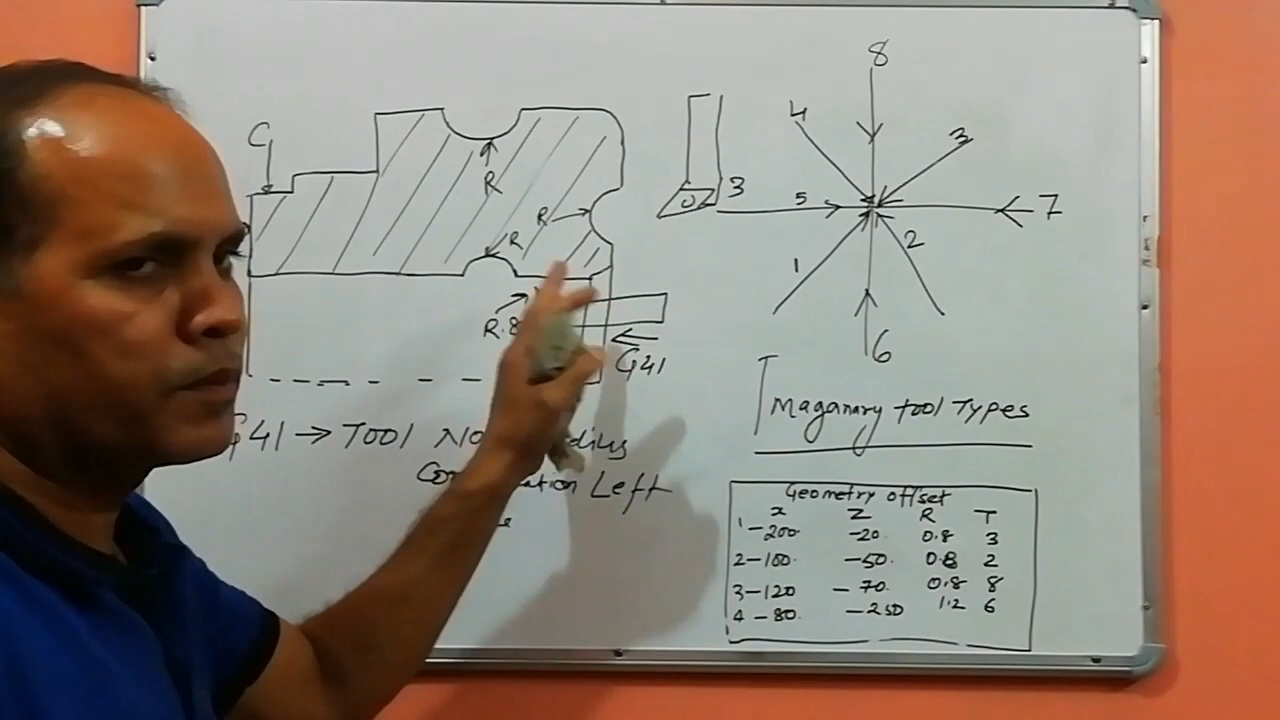 C
R
R
R
R.8
G41
G41 → Tool
Left
3
8
4
3
5
7
1
2
6
Imaganary tool Types
Geometry offset
x Z R T
1 -200. -20. 0.8 3
2 -100. -50. 0.8 2
3 -120 -70. 0.8 8
4 -80. -250 1.2 6